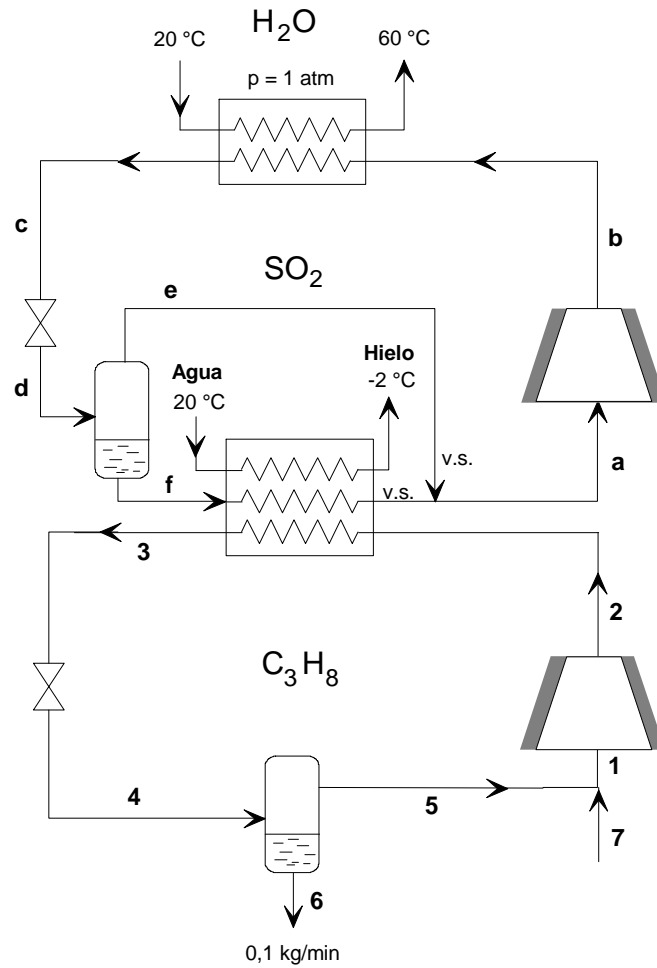 H₂O
20 °C
60 °C
p = 1 atm
c
b
SO₂
e
d
Agua
20 °C
Hielo
-2 °C
v.s.
a
f
v.s.
3
2
C₃H₈
1
4
5
7
6
0,1 kg/min